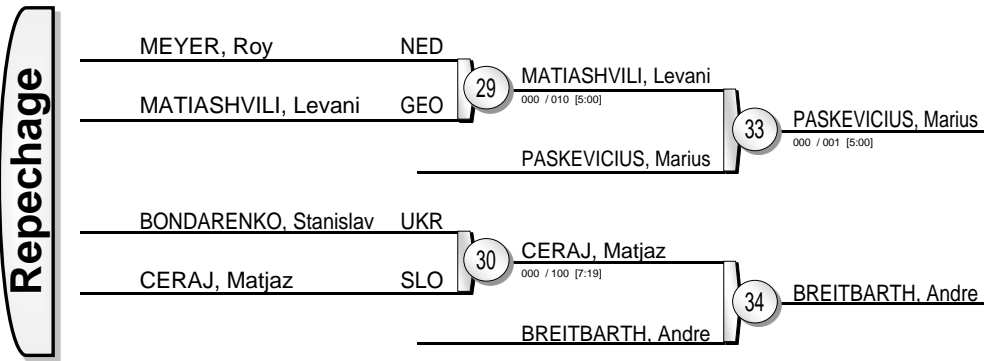 Repechage
MEYER, Roy NED
MATIASHVILI, Levani GEO
29
MATIASHVILI, Levani
000 / 010 [5:00]
PASKEVICIUS, Marius
33
PASKEVICIUS, Marius
000 / 001 [5:00]
BONDARENKO, Stanislav UKR
CERAJ, Matjaz SLO
30
CERAJ, Matjaz
000 / 100 [7:19]
BREITBARTH, Andre
34
BREITBARTH, Andre